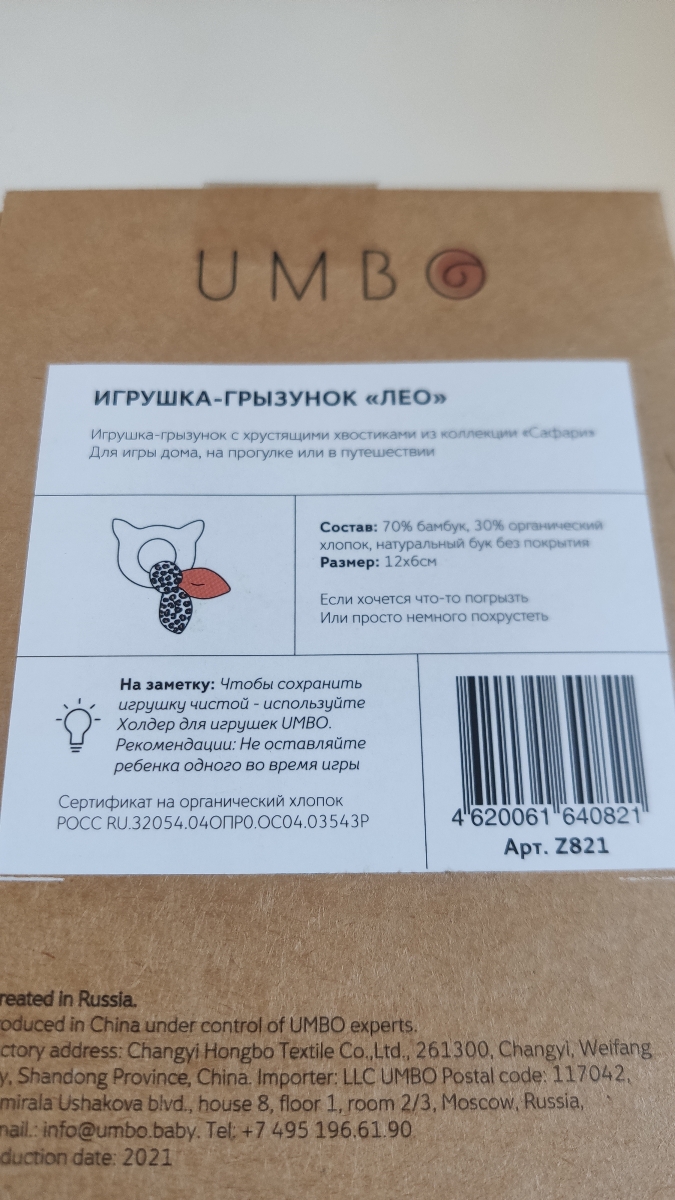 UMBO
ИГРУШКА-ГРЫЗУНОК «ЛЕО»
Игрушка-грызунок с хрустящими хвостиками из коллекции «Сафари»
Для игры дома, на прогулке или в путешествии
Состав: 70% бамбук, 30% органический
хлопок, натуральный бук без покрытия
Размер: 12х6см
Если хочется что-то погрызть
Или просто немного похрустеть
На заметку: Чтобы сохранить
игрушку чистой - используйте
Холдер для игрушек UMBO.
Рекомендации: Не оставляйте
ребенка одного во время игры
Сертификат на органический хлопок
РОСС RU.32054.04ОПР0.ОС04.03543Р
4 620061 640821
Арт. Z821
reated in Russia.
oduced in China under control of UMBO experts.
ctory address: Changyi Hongbo Textile Co.,Ltd., 261300, Changyi, Weifang
y, Shandong Province, China. Importer: LLC UMBO Postal code: 117042,
mirala Ushakova blvd., house 8, floor 1, room 2/3, Moscow, Russia,
nail.: info@umbo.baby. Tel: +7 495 196.61.90
duction date: 2021